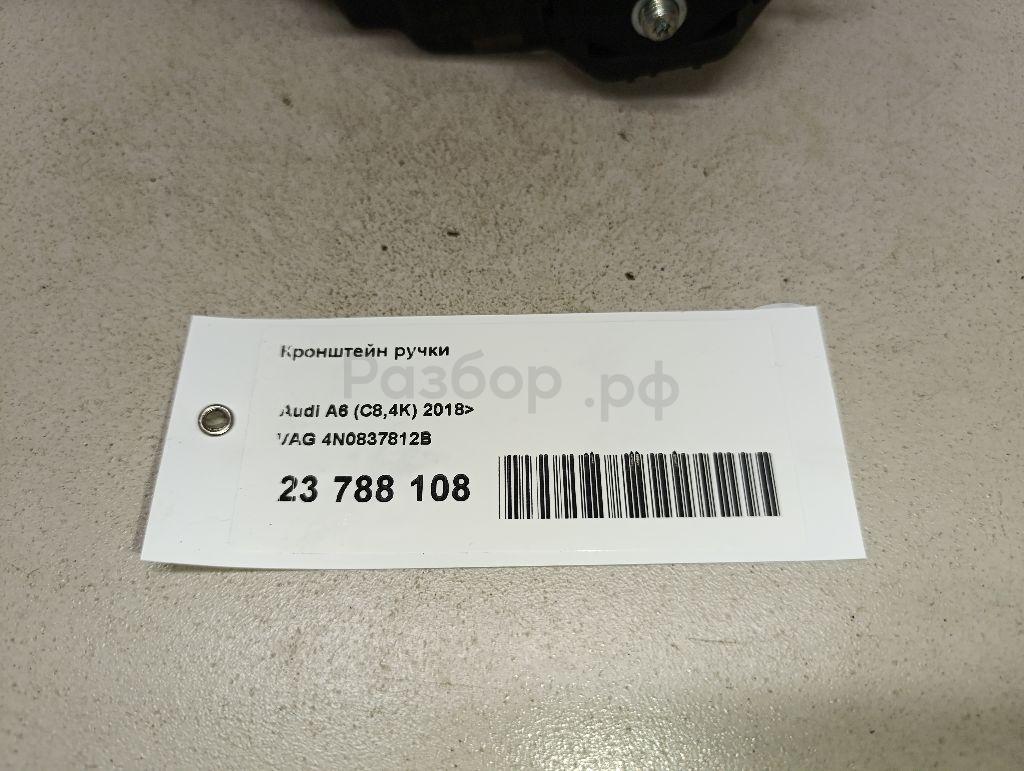 Кронштейн ручки
Разбор.рф
Audi A6 (C8,4K) 2018>
VAG 4N0837812B
23 788 108